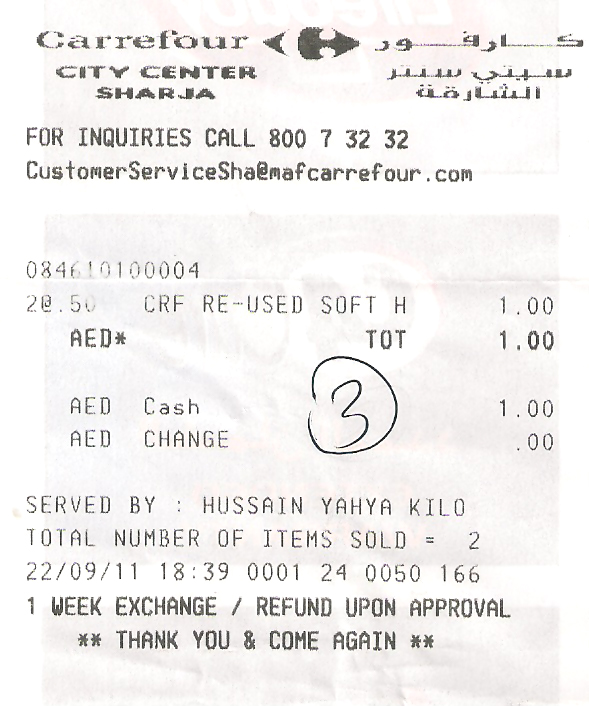 Carrefour كارفور
CITY CENTER سيتي سنتر
SHARJA الشارقة
FOR INQUIRIES CALL 800 7 32 32
CustomerServiceSha@mafcarrefour.com
084610100004
2@.50 CRF RE-USED SOFT H 1.00
AED* TOT 1.00
3
AED Cash 1.00
AED CHANGE .00
SERVED BY : HUSSAIN YAHYA KILO
TOTAL NUMBER OF ITEMS SOLD = 2
22/09/11 18:39 0001 24 0050 166
1 WEEK EXCHANGE / REFUND UPON APPROVAL
** THANK YOU & COME AGAIN **